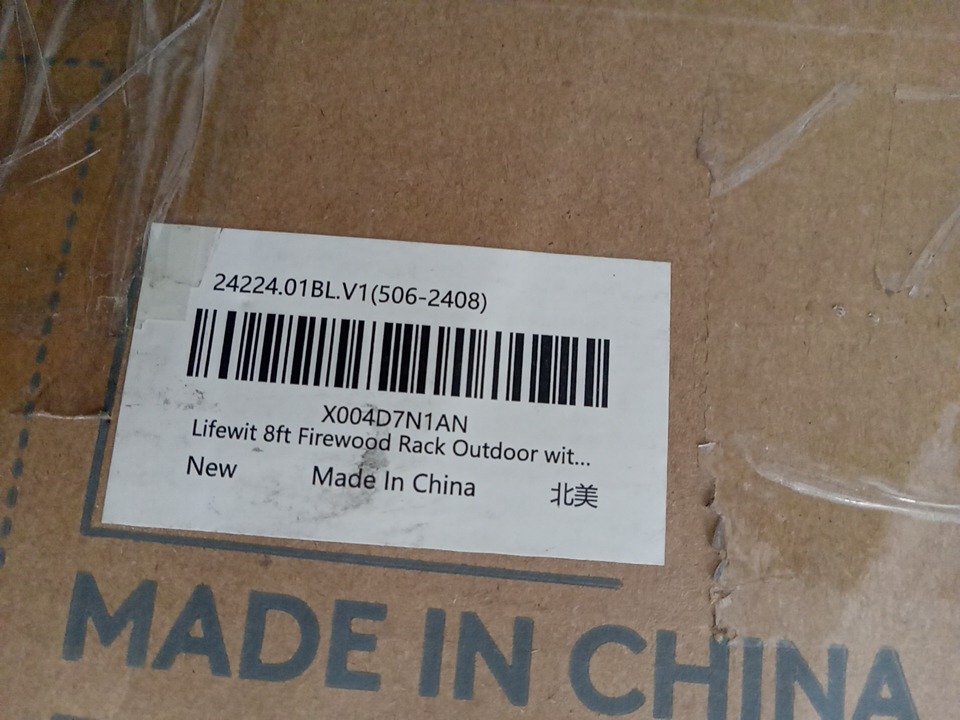 24224.01BL.V1(506-2408)
X004D7N1AN
Lifewit 8ft Firewood Rack Outdoor wit...
New Made In China 北美
MADE IN CHINA